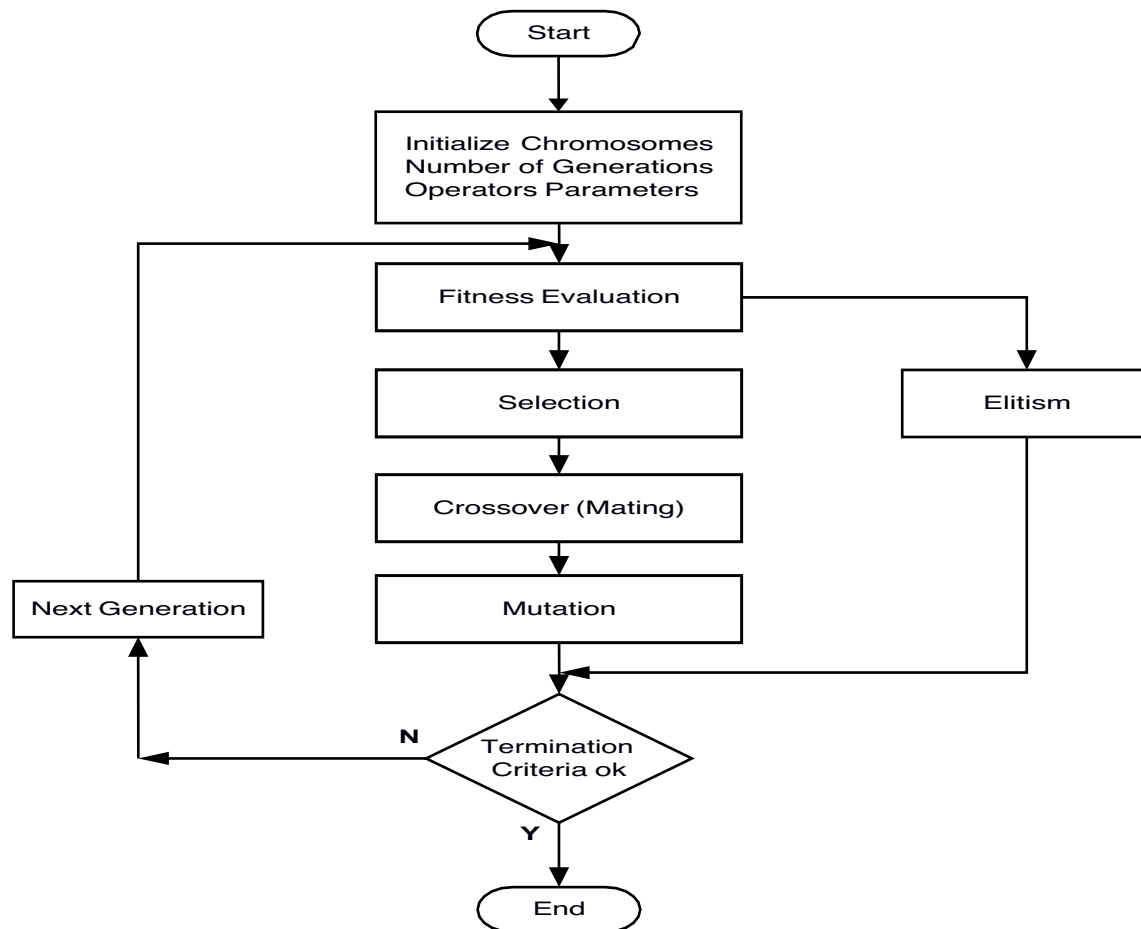 Start
Initialize Chromosomes
Number of Generations
Operators Parameters
Fitness Evaluation
Selection
Elitism
Crossover (Mating)
Next Generation
Mutation
N
Termination
Criteria ok
Y
End